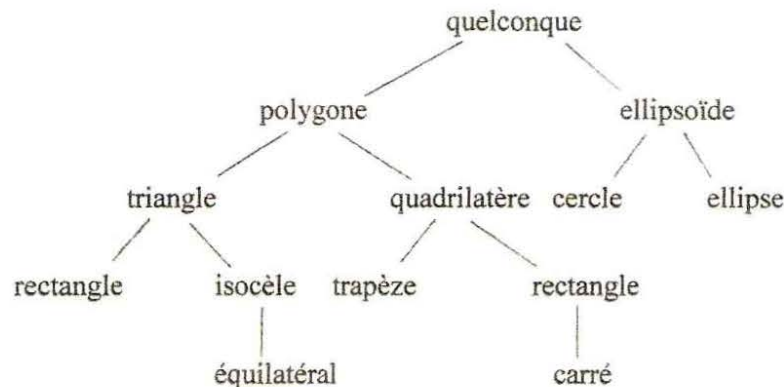 quelconque
polygone ellipsoïde
triangle quadrilatère cercle ellipse
rectangle isocèle trapèze rectangle
équilatéral carré